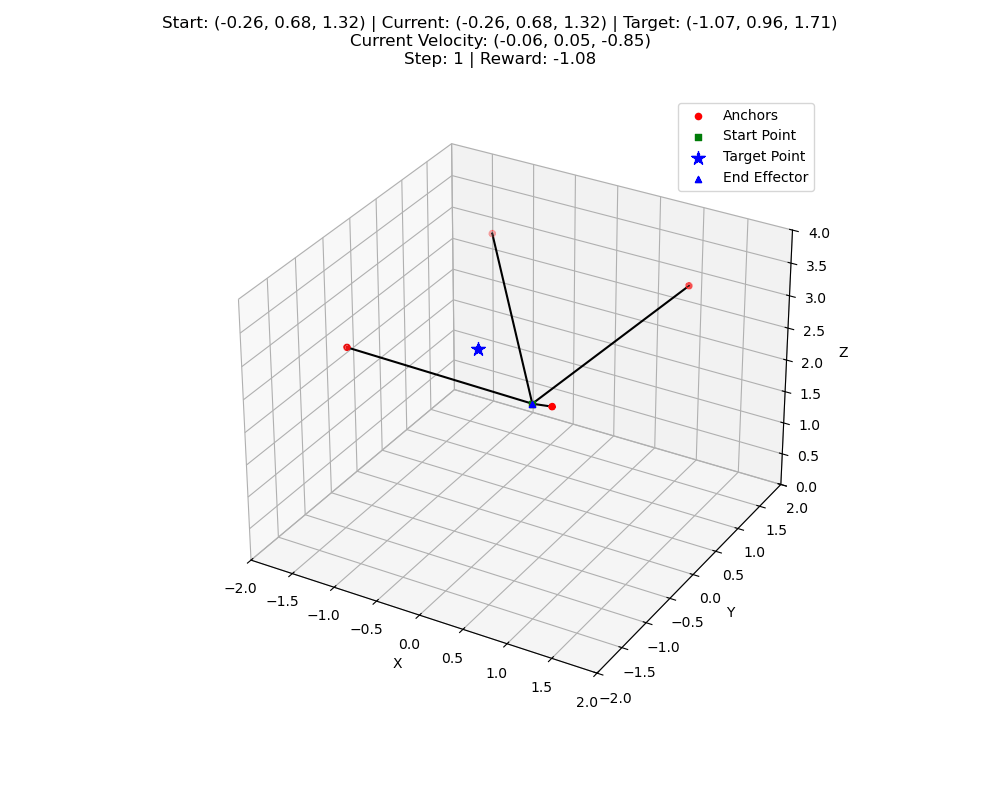 Start: (-0.26, 0.68, 1.32) | Current: (-0.26, 0.68, 1.32) | Target: (-1.07, 0.96, 1.71)
Current Velocity: (-0.06, 0.05, -0.85)
Step: 1 | Reward: -1.08
Anchors
Start Point
Target Point
End Effector
4.0
3.5
3.0
2.5
2.0
1.5
1.0
0.5
0.0
Z
2.0
1.5
1.0
0.5
0.0
−0.5
−1.0
−1.5
−2.0
Y
−2.0
−1.5
−1.0
−0.5
0.0
0.5
1.0
1.5
2.0
X